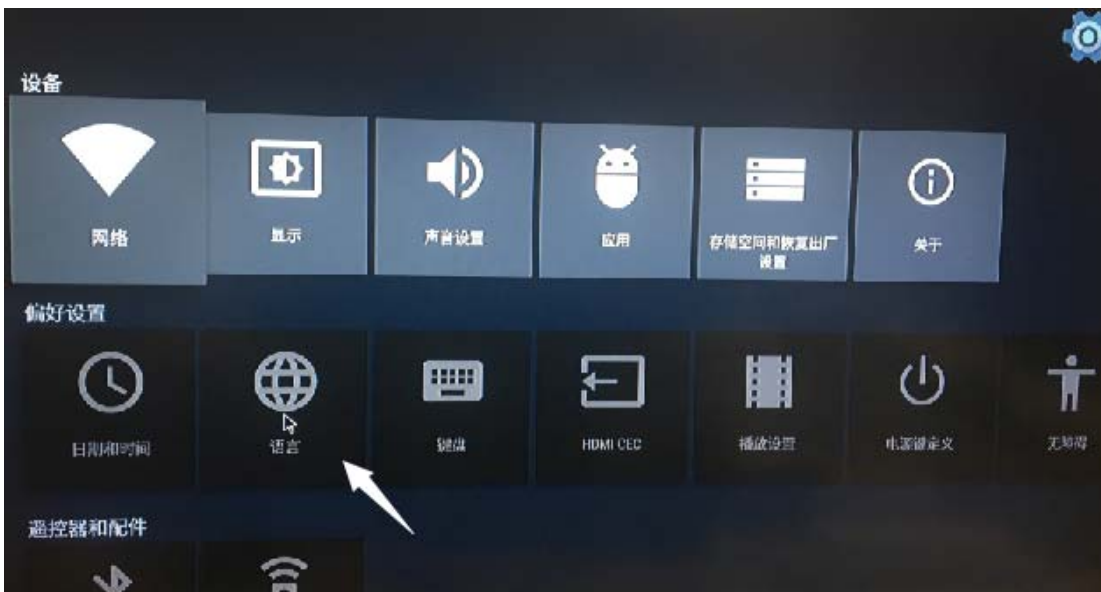 设备
网络
显示
声音设置
应用
存储空间和恢复出厂
设置
关于
偏好设置
日期和时间
语言
键盘
HDMI CEC
播放设置
电源键定义
无障碍
遥控器和配件